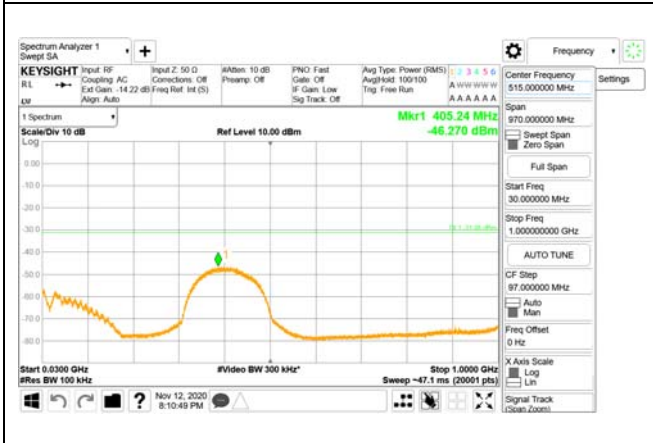 Spectrum Analyzer 1
Swept SA
+
Frequency
Settings
KEYSIGHT
RL
Input: RF
Coupling: AC
Ext Gain: -14.22 dB
Align: Auto
Input Z: 50 Ω
Corrections: Off
Freq Ref: Int (S)
#Atten: 10 dB
Preamp: Off
PNO: Fast
Gate: Off
IF Gain: Low
Sig Track: Off
Avg Type: Power (RMS)
Avg|Hold: 100/100
Trig: Free Run
1 2 3 4 5 6
A W W W W W
A A A A A A
1 Spectrum
Scale/Div 10 dB
Log
Ref Level 10.00 dBm
Mkr1 405.24 MHz
-46.270 dBm
0.00
-10.0
-20.0
-30.0
-40.0
-50.0
-60.0
-70.0
-80.0
1
Start 0.0300 GHz
#Res BW 100 kHz
#Video BW 300 kHz*
Stop 1.0000 GHz
Sweep ~47.1 ms (20001 pts)
?
Nov 12, 2020
8:10:49 PM
Center Frequency
515.000000 MHz
Span
970.000000 MHz
Swept Span
Zero Span
Full Span
Start Freq
30.000000 MHz
Stop Freq
1.000000000 GHz
AUTO TUNE
CF Step
97.000000 MHz
Auto
Man
Freq Offset
0 Hz
X Axis Scale
Log
Lin
Signal Track
(Span Zoom)